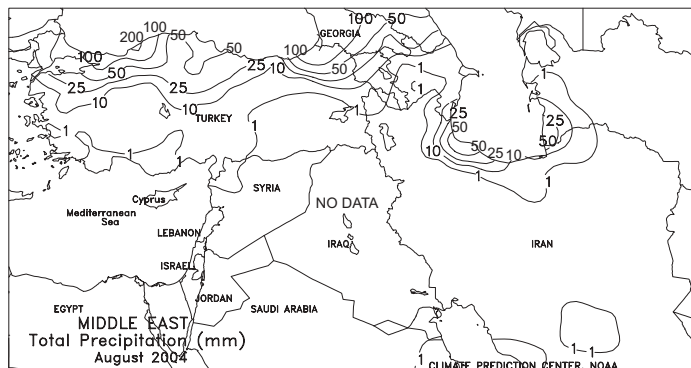 100 50
200 100
50
GEORGIA
100 50
100
50
25
25
50
10
1
25
10
10
TURKEY
1
1
1
1
1
1
1
25
50
10
50 25 10
1
25
50
1
SYRIA
NO DATA
Cyprus
Mediterranean
Sea
LEBANON
IRAQ
IRAN
ISRAEL
JORDAN
EGYPT
SAUDI ARABIA
MIDDLE EAST
Total Precipitation (mm)
August 2004
1
1
1
1
CLIMATE PREDICTION CENTER, NOAA